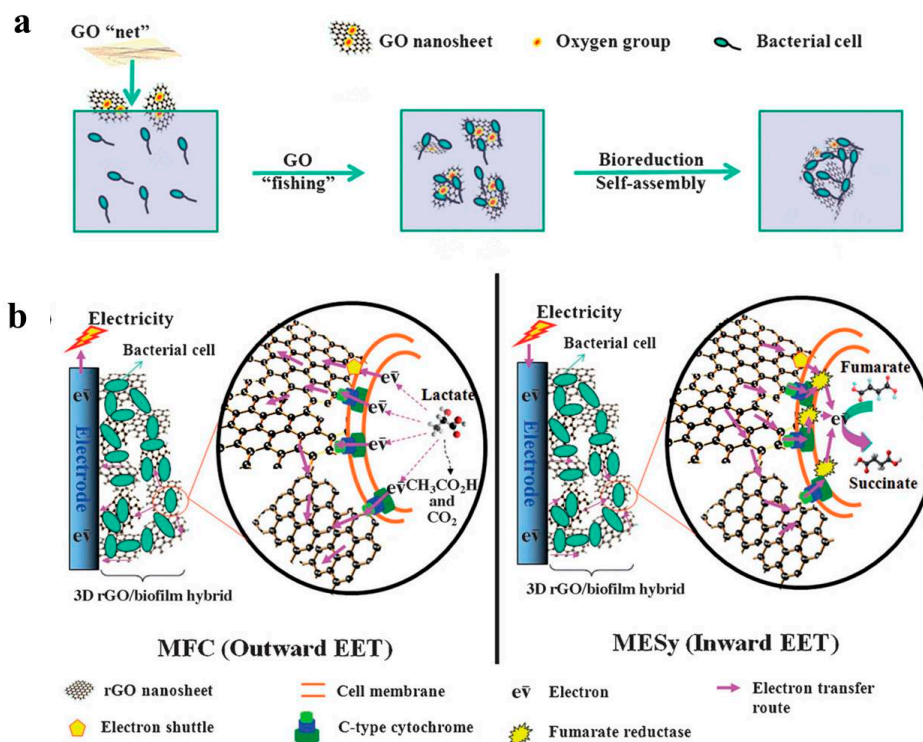 a
GO "net"
GO nanosheet
Oxygen group
Bacterial cell
GO
"fishing"
Bioreduction
Self-assembly
b
Electricity
Bacterial cell
Electrode
ev̄
ev̄
ev̄
ev̄
ev̄
ev̄
Lactate
CH₃CO₂H
and
CO₂
3D rGO/biofilm hybrid
MFC (Outward EET)
Electricity
Bacterial cell
Electrode
ev̄
ev̄
Fumarate
ev̄
Succinate
3D rGO/biofilm hybrid
MESy (Inward EET)
rGO nanosheet
Cell membrane
ev̄ Electron
Electron transfer
route
Electron shuttle
C-type cytochrome
Fumarate reductase